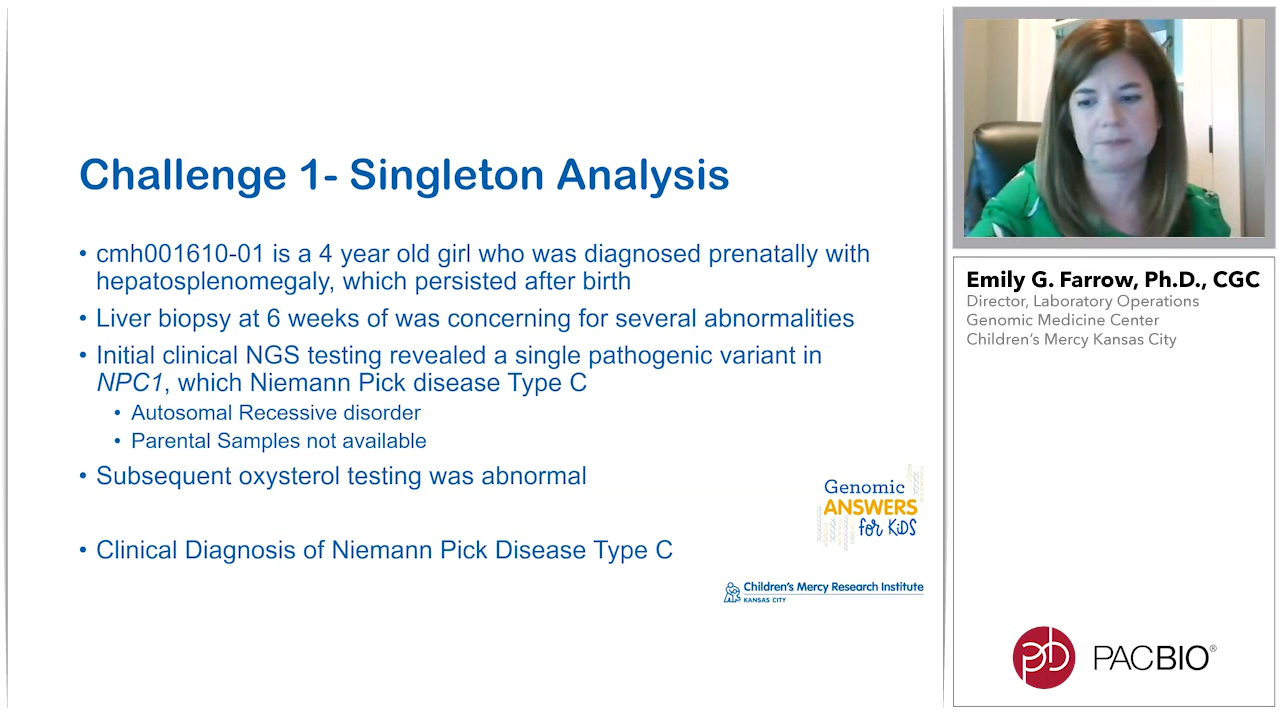 Challenge 1- Singleton Analysis
• cmh001610-01 is a 4 year old girl who was diagnosed prenatally with
hepatosplenomegaly, which persisted after birth
• Liver biopsy at 6 weeks of was concerning for several abnormalities
• Initial clinical NGS testing revealed a single pathogenic variant in
NPC1, which Niemann Pick disease Type C
• Autosomal Recessive disorder
• Parental Samples not available
• Subsequent oxysterol testing was abnormal
• Clinical Diagnosis of Niemann Pick Disease Type C
Genomic
ANSWERS
for KiDS
Children's Mercy Research Institute
KANSAS CITY
Emily G. Farrow, Ph.D., CGC
Director, Laboratory Operations
Genomic Medicine Center
Children's Mercy Kansas City
pb PACBIO®